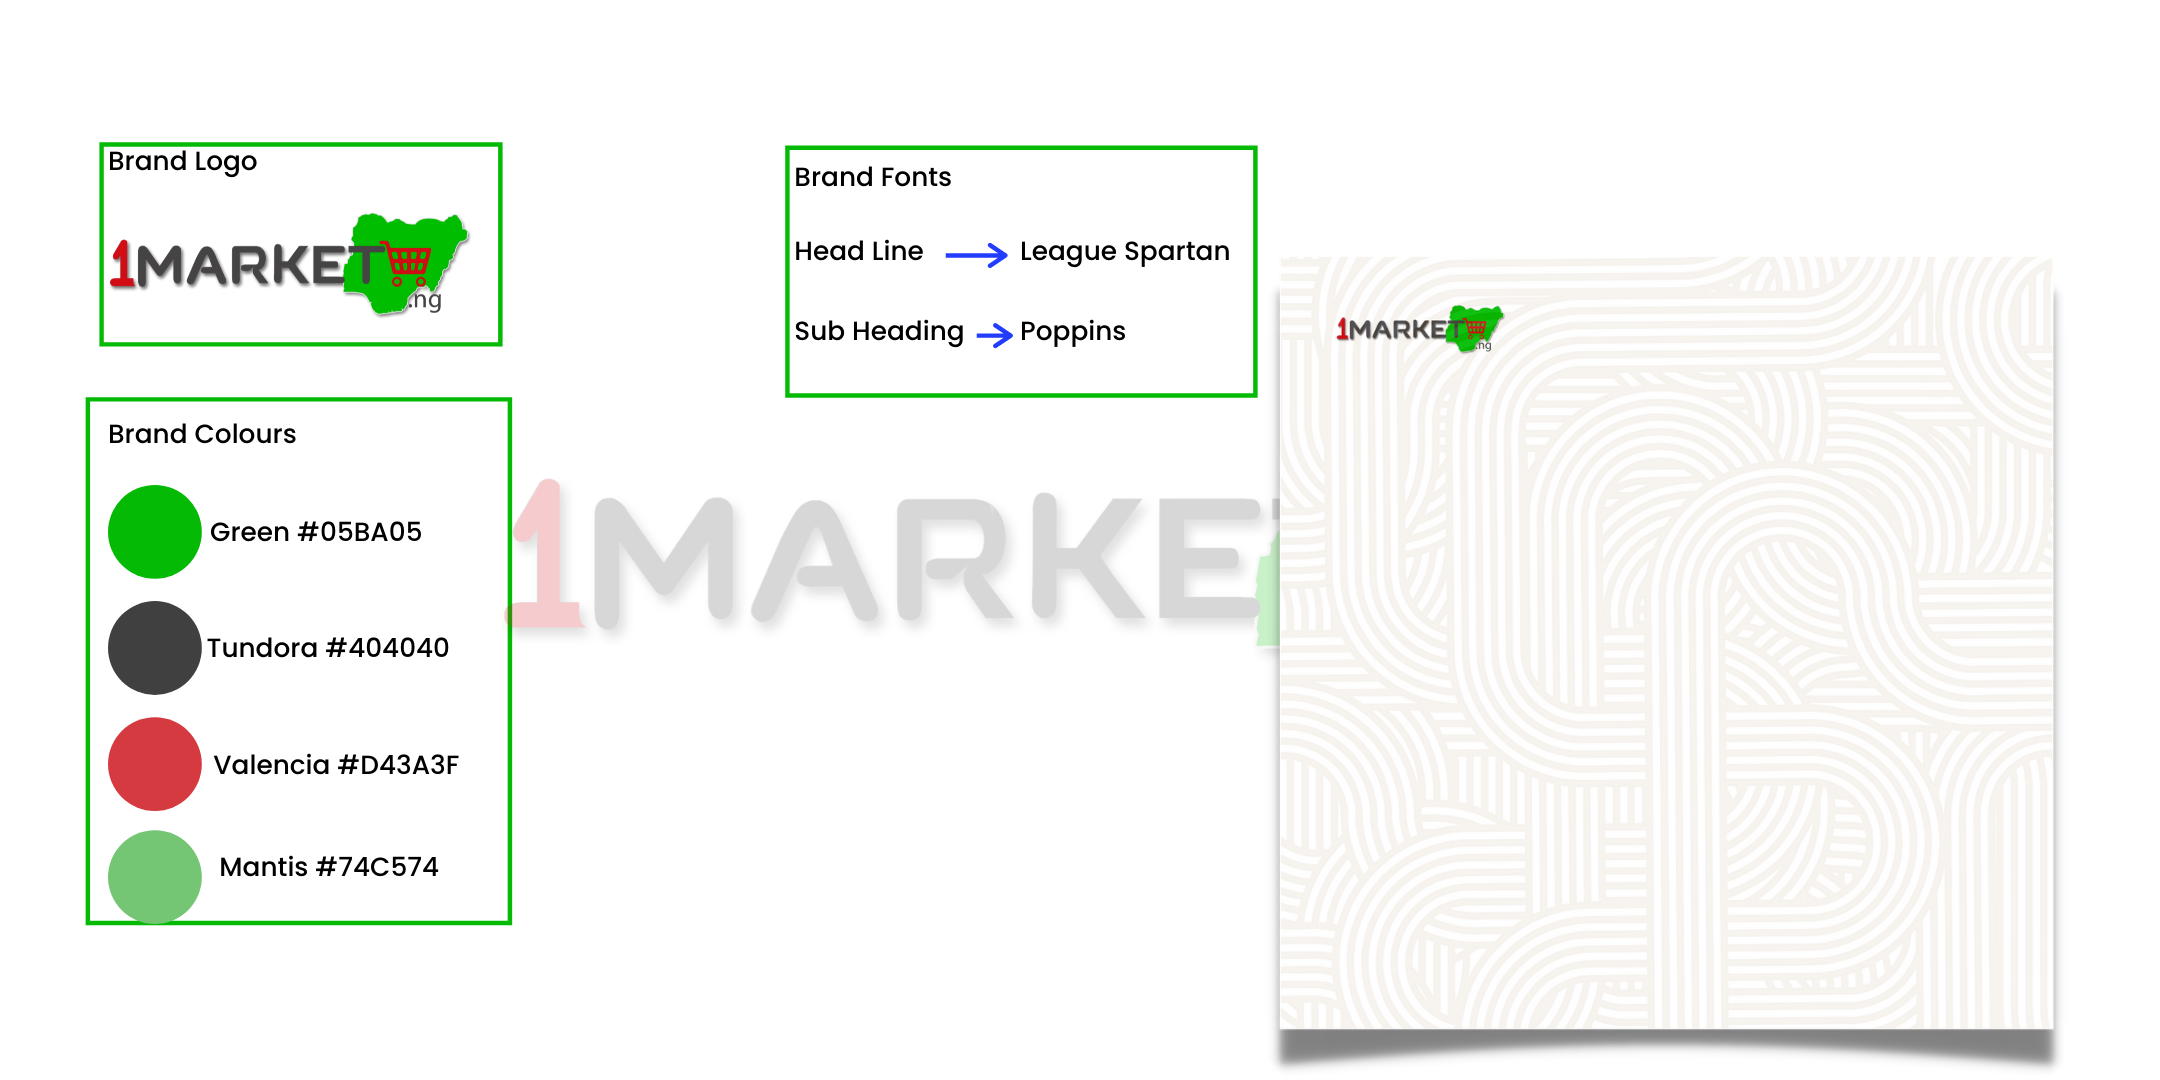 Brand Logo
1MARKET
.ng
Brand Colours
Green #05BA05
Tundora #404040
Valencia #D43A3F
Mantis #74C574
Brand Fonts
Head Line
League Spartan
Sub Heading
Poppins
1MARKE
1MARKET
.ng